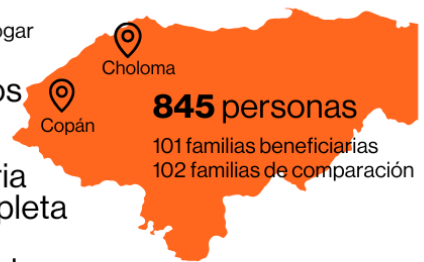 ogar
Choloma
os
Copán
845 personas
101 familias beneficiarias
102 familias de comparación
ria
pleta